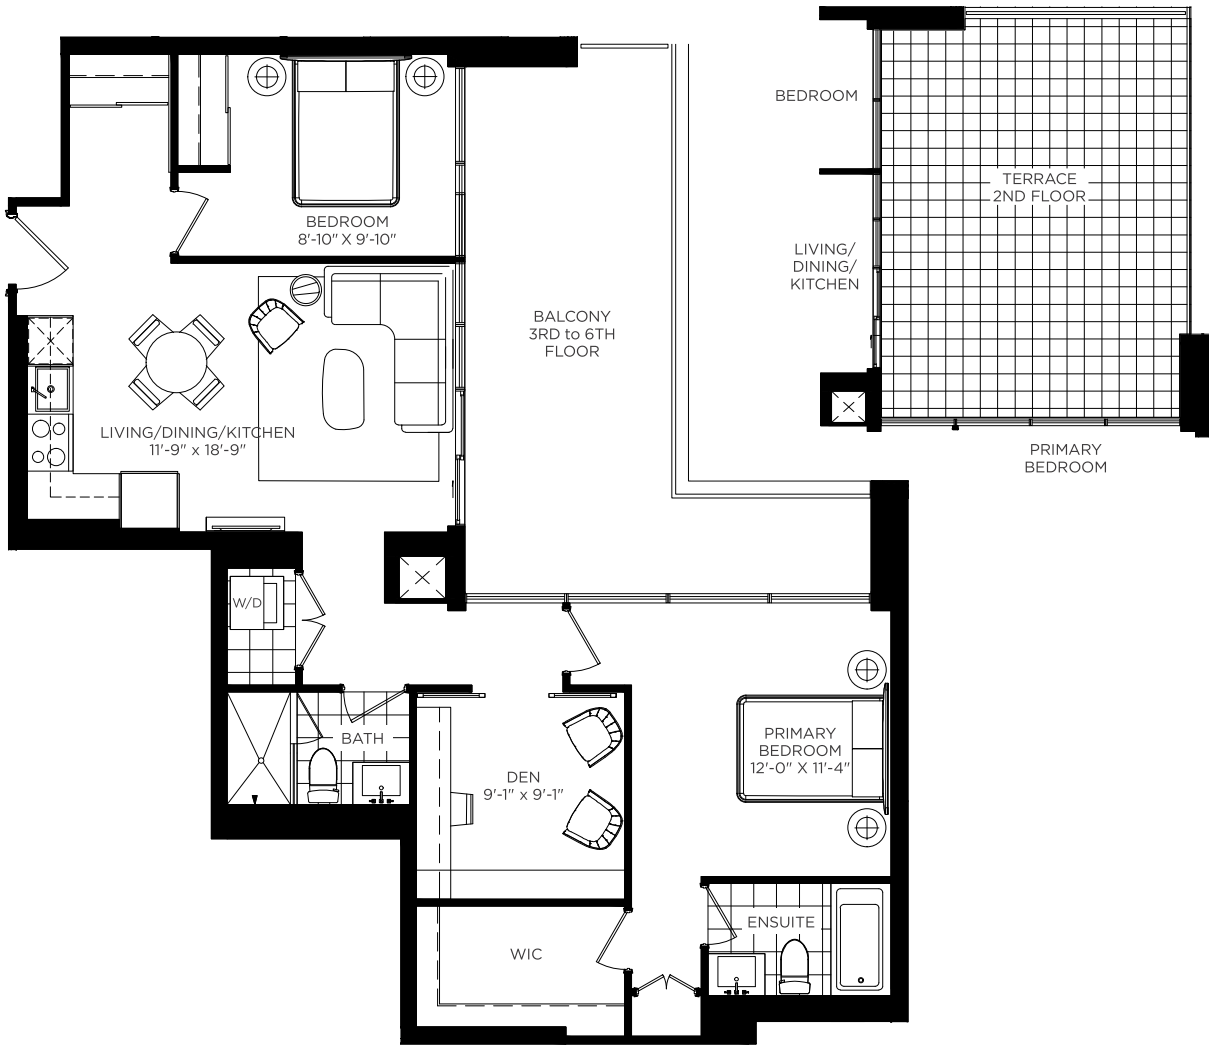 BEDROOM
8'-10" X 9'-10"
LIVING/DINING/KITCHEN
11'-9" x 18'-9"
BALCONY
3RD to 6TH
FLOOR
BEDROOM
TERRACE
2ND FLOOR
LIVING/
DINING/
KITCHEN
PRIMARY
BEDROOM
W/D
BATH
DEN
9'-1" x 9'-1"
PRIMARY
BEDROOM
12'-0" X 11'-4"
ENSUITE
WIC